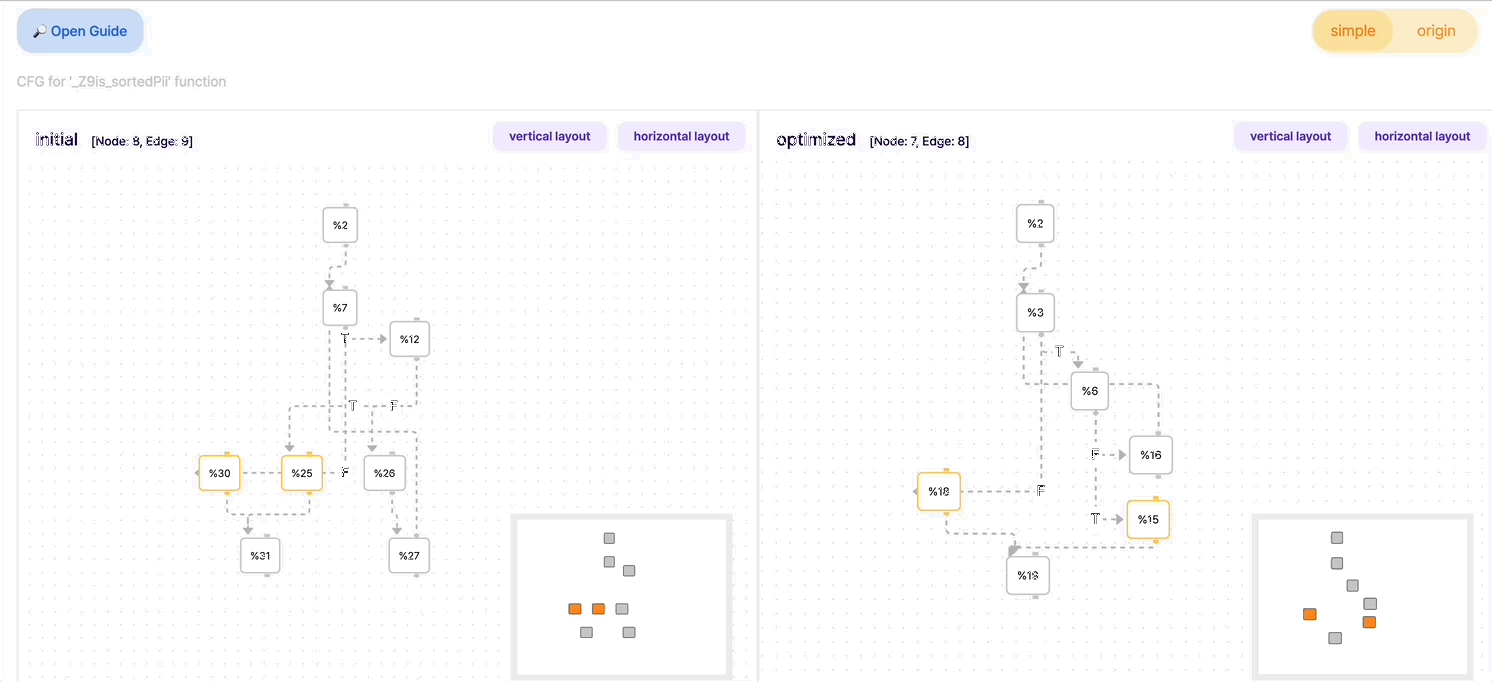 🔎 Open Guide
simple origin
CFG for '_Z9is_sortedPii' function
initial [Node: 8, Edge: 9] vertical layout horizontal layout
%2
%7
T
%12
T F
%30 %25 F %26
%31 %27
optimized [Node: 7, Edge: 8] vertical layout horizontal layout
%2
%3
T
%6
F %16
%18 F
T %15
%19